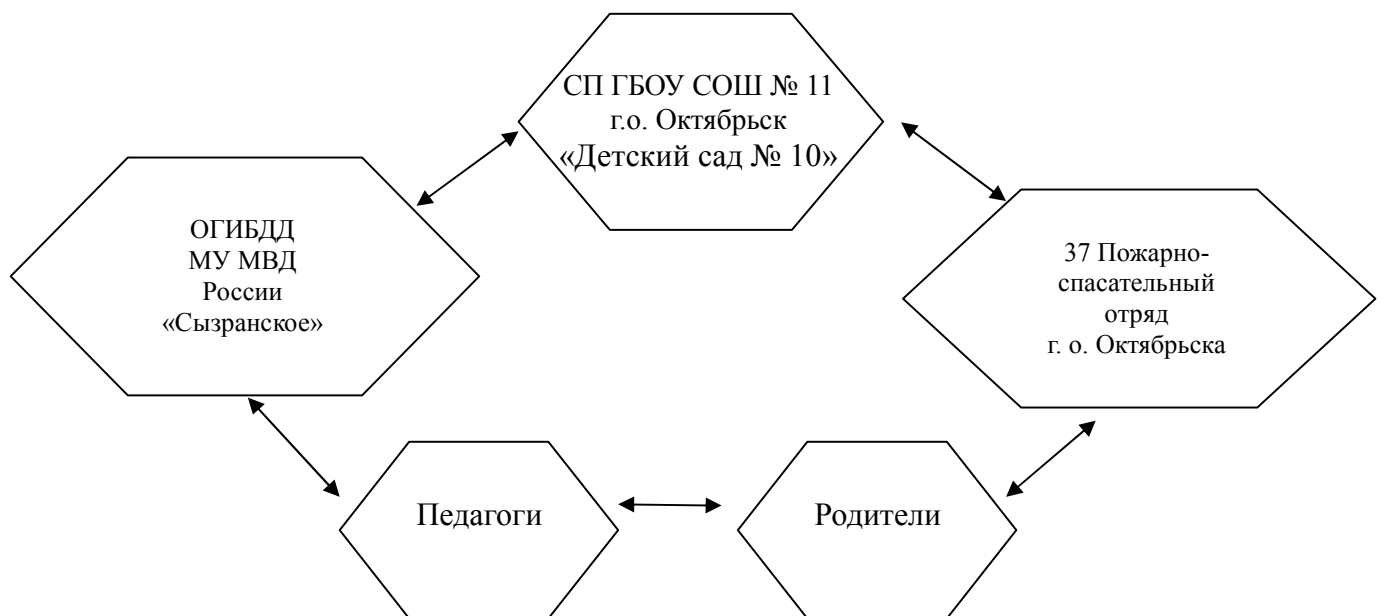 СП ГБОУ СОШ № 11
г.о. Октябрьск
«Детский сад № 10»
ОГИБДД
МУ МВД
России
«Сызранское»
37 Пожарно-
спасательный
отряд
г. о. Октябрьска
Педагоги
Родители